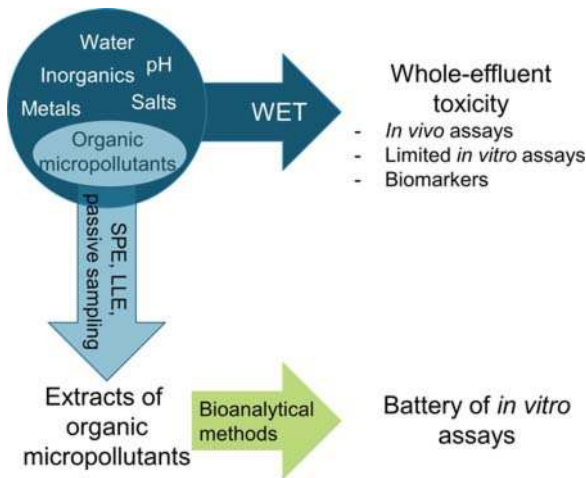 Water
Inorganics pH
Metals Salts
Organic
micropollutants
WET
Whole-effluent
toxicity
- In vivo assays
- Limited in vitro assays
- Biomarkers
SPE, LLE,
passive sampling
Extracts of
organic
micropollutants
Bioanalytical
methods
Battery of in vitro
assays